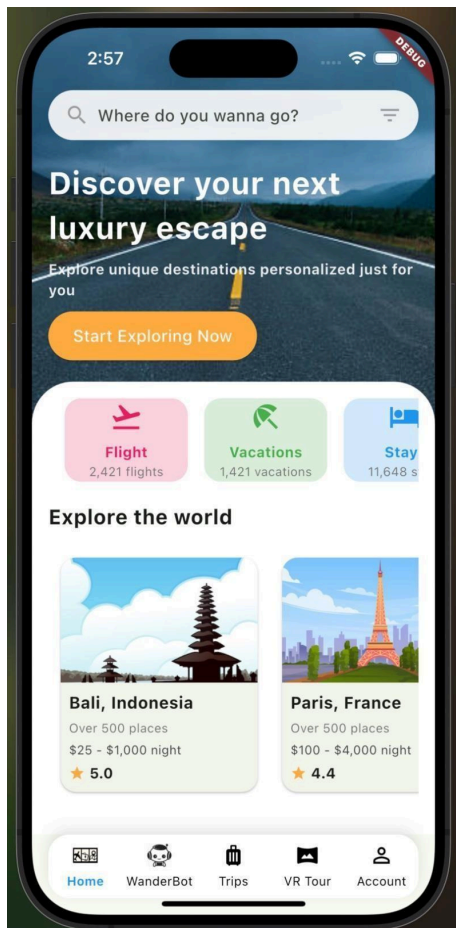 2:57
DEBUG
Where do you wanna go?
Discover your next
luxury escape
Explore unique destinations personalized just for
you
Start Exploring Now
Flight
2,421 flights
Vacations
1,421 vacations
Stay
11,648 s
Explore the world
Bali, Indonesia
Over 500 places
$25 - $1,000 night
5.0
Paris, France
Over 500 places
$100 - $4,000 night
4.4
Home
WanderBot
Trips
VR Tour
Account